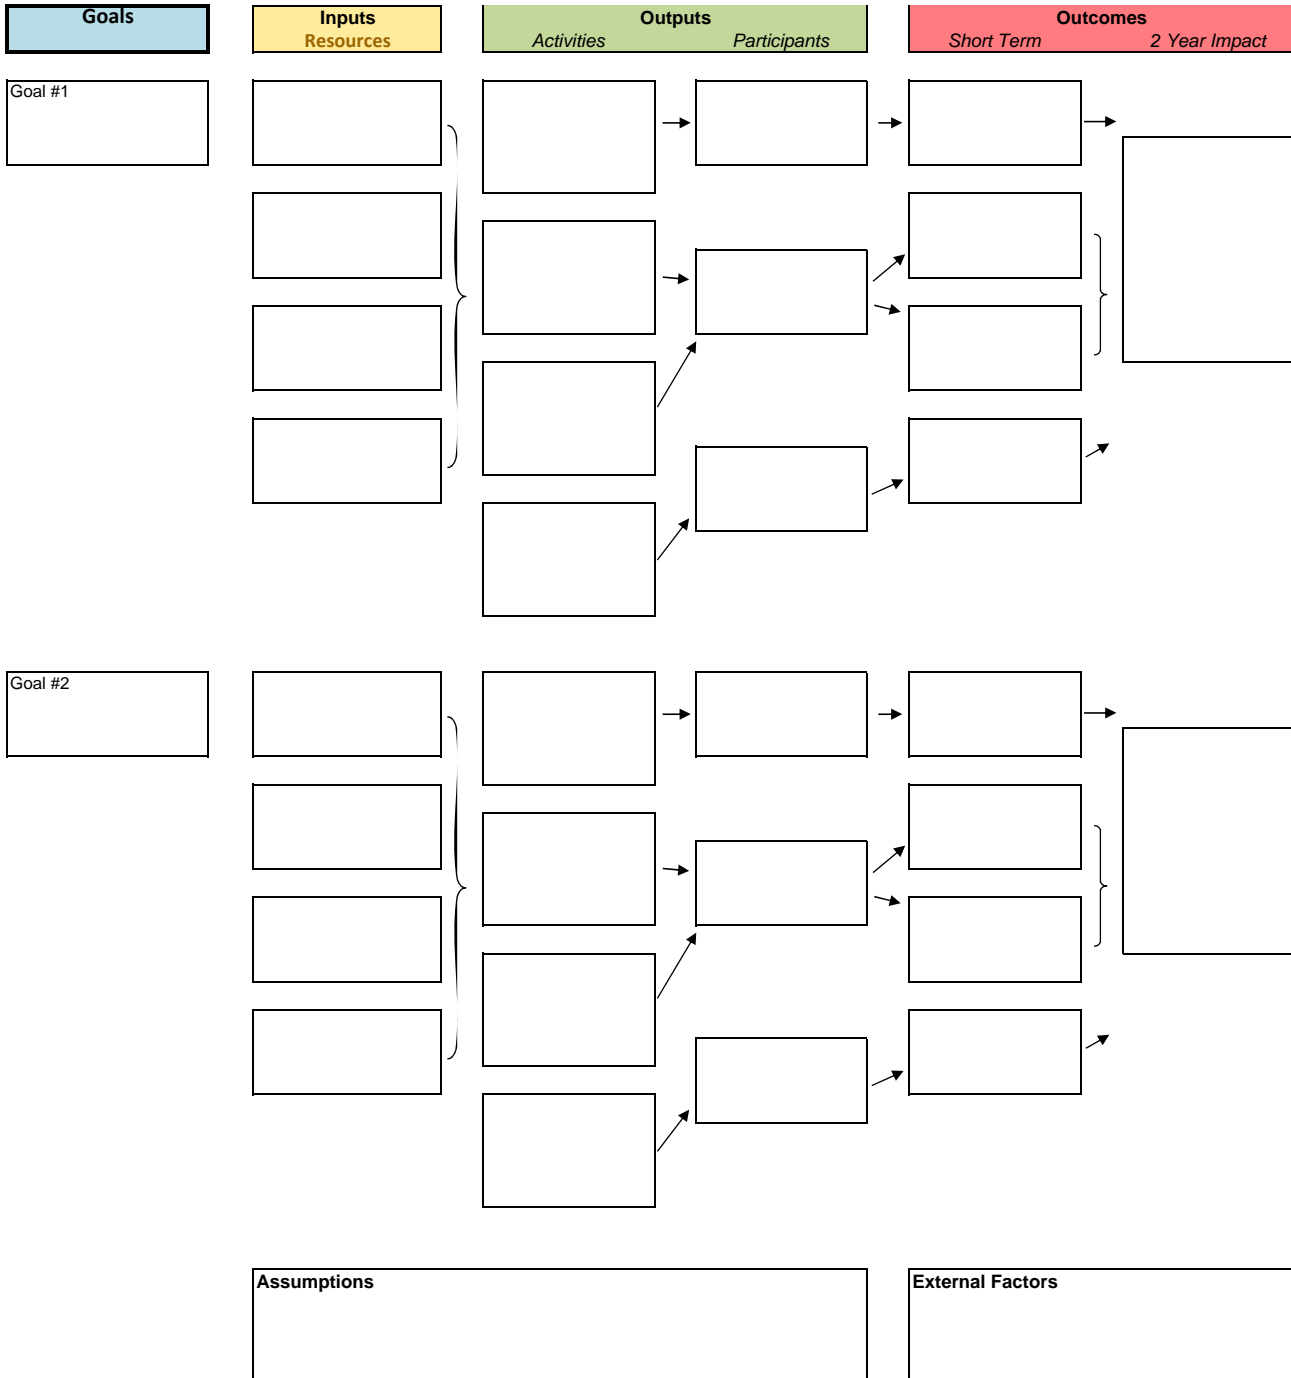 Goals
Inputs
Resources
Outputs
Activities Participants
Outcomes
Short Term 2 Year Impact
Goal #1
Goal #2
Assumptions
External Factors